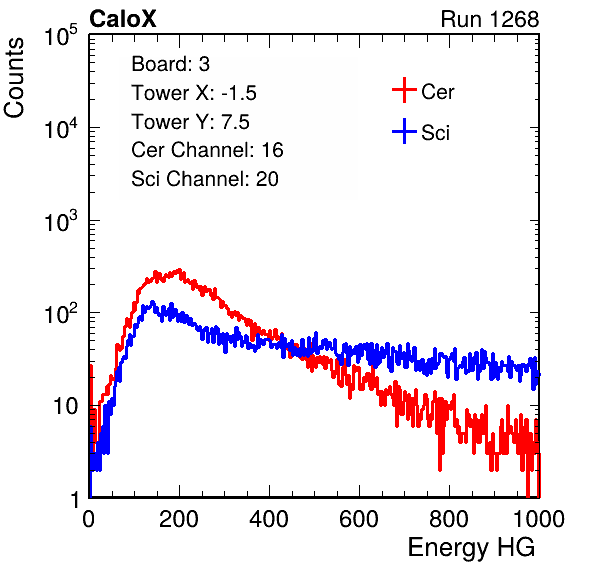 CaloX Run 1268
Counts
10^5
10^4
10^3
10^2
10
1
Board: 3
Tower X: -1.5
Tower Y: 7.5
Cer Channel: 16
Sci Channel: 20
Cer
Sci
0 200 400 600 800 1000
Energy HG